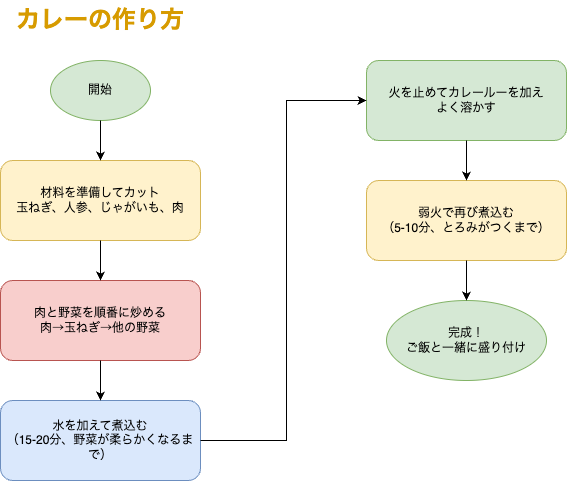 カレーの作り方
開始
材料を準備してカット
玉ねぎ、人参、じゃがいも、肉
肉と野菜を順番に炒める
肉→玉ねぎ→他の野菜
水を加えて煮込む
（15-20分、野菜が柔らかくなるま
で）
火を止めてカレールーを加え
よく溶かす
弱火で再び煮込む
（5-10分、とろみがつくまで）
完成！
ご飯と一緒に盛り付け